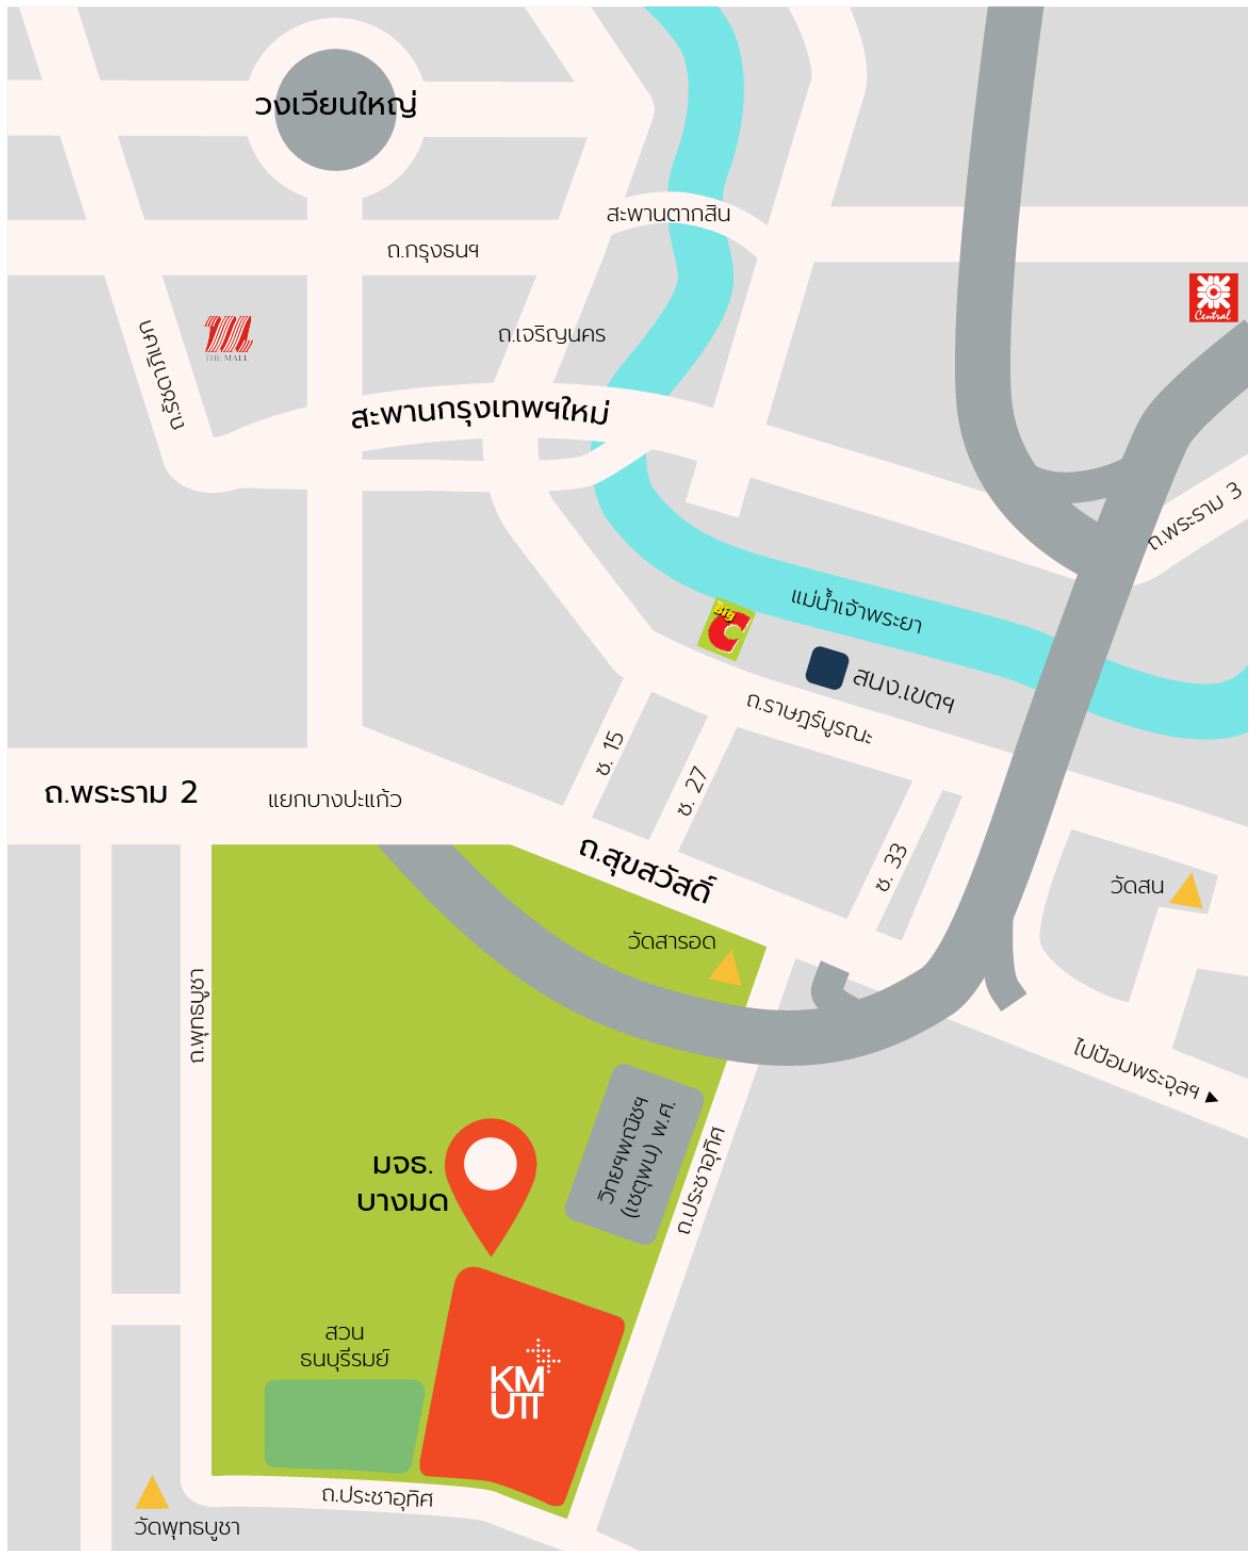 วงเวียนใหญ่
สะพานตากสิน
ถ.กรุงธนฯ
Central
ถ.รัชดาภิเษก
THE MALL
ถ.เจริญนคร
สะพานกรุงเทพฯใหม่
ถ.พระราม 3
แม่น้ำเจ้าพระยา
Big C
สนง.เขตฯ
ถ.ราษฎร์บูรณะ
ซ. 15
ซ. 27
ถ.พระราม 2
แยกบางปะแก้ว
ถ.สุขสวัสดิ์
ซ. 33
วัดสน
วัดสารอด
ถ.พุทธบูชา
ไปป้อมพระจุลฯ
วิทยฯพณิชฯ
(เชตุพน) พ.ศ.
ถ.ประชาอุทิศ
มจธ.
บางมด
สวน
ธนบุรีรมย์
KM
UTT
ถ.ประชาอุทิศ
วัดพุทธบูชา